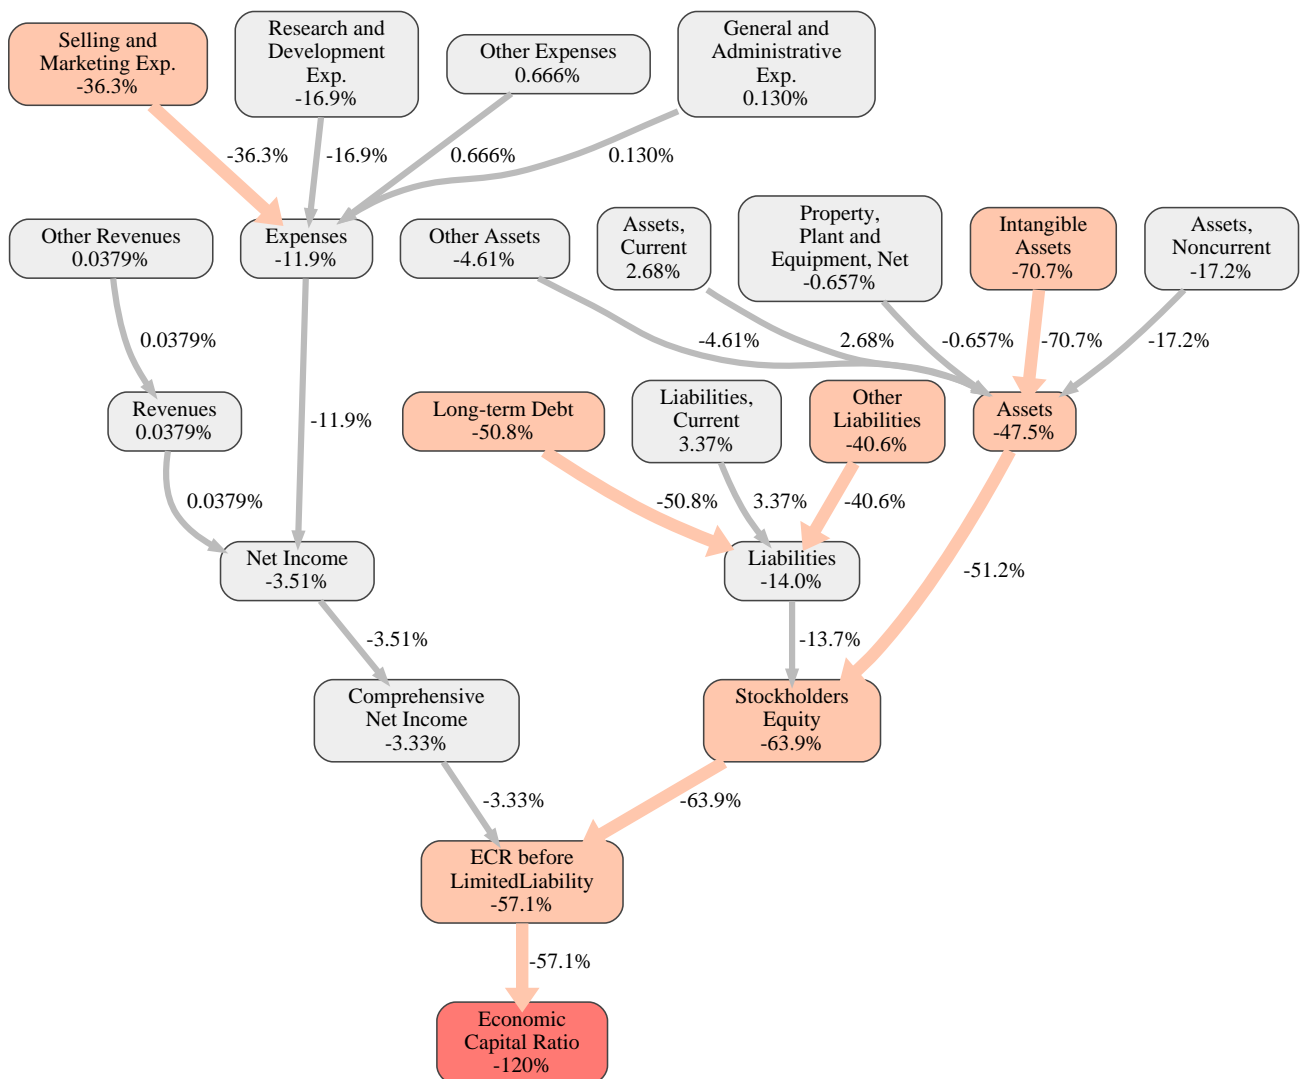 Selling and
Marketing Exp.
-36.3%
Research and
Development
Exp.
-16.9%
Other Expenses
0.666%
General and
Administrative
Exp.
0.130%
-36.3%
-16.9%
0.666%
0.130%
Other Revenues
0.0379%
Expenses
-11.9%
Other Assets
-4.61%
Assets,
Current
2.68%
Property,
Plant and
Equipment, Net
-0.657%
Intangible
Assets
-70.7%
Assets,
Noncurrent
-17.2%
0.0379%
-4.61%
2.68%
-0.657%
-70.7%
-17.2%
Revenues
0.0379%
-11.9%
Long-term Debt
-50.8%
Liabilities,
Current
3.37%
Other
Liabilities
-40.6%
Assets
-47.5%
0.0379%
-50.8%
3.37%
-40.6%
Net Income
-3.51%
Liabilities
-14.0%
-51.2%
-3.51%
-13.7%
Comprehensive
Net Income
-3.33%
Stockholders
Equity
-63.9%
-3.33%
-63.9%
ECR before
LimitedLiability
-57.1%
-57.1%
Economic
Capital Ratio
-120%